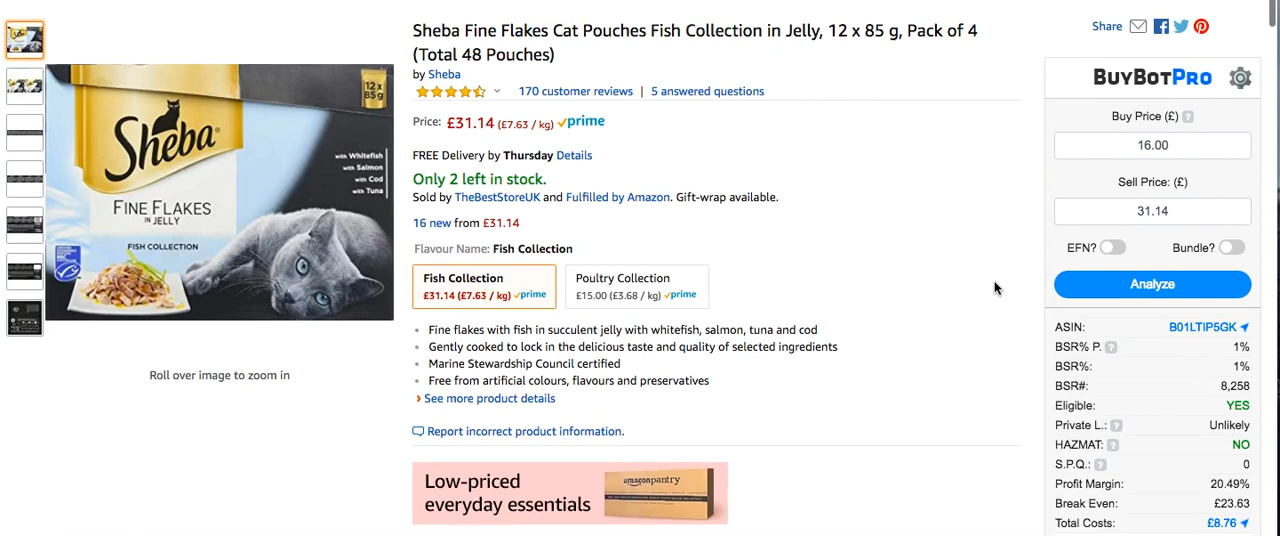 Sheba Fine Flakes Cat Pouches Fish Collection in Jelly, 12 x 85 g, Pack of 4
(Total 48 Pouches)
by Sheba
170 customer reviews | 5 answered questions
Price: £31.14 (£7.63 / kg) prime
FREE Delivery by Thursday Details
Only 2 left in stock.
Sold by TheBestStoreUK and Fulfilled by Amazon. Gift-wrap available.
16 new from £31.14
Flavour Name: Fish Collection
Fish Collection
£31.14 (£7.63 / kg) prime
Poultry Collection
£15.00 (£3.68 / kg) prime
Fine flakes with fish in succulent jelly with whitefish, salmon, tuna and cod
Gently cooked to lock in the delicious taste and quality of selected ingredients
Marine Stewardship Council certified
Free from artificial colours, flavours and preservatives
› See more product details
Report incorrect product information.
Low-priced
everyday essentials
amazonpantry
12 x
85g
Sheba
with Whitefish
with Salmon
with Cod
with Tuna
FINE FLAKES
IN JELLY
FISH COLLECTION
MSC
Roll over image to zoom in
Share
BUYBOTPRO
Buy Price (£) ?
16.00
Sell Price: (£)
31.14
EFN? Bundle?
Analyze
ASIN: B01LTIP5GK
BSR% P. ? 1%
BSR%: 1%
BSR#: 8,258
Eligible: YES
Private L.: ? Unlikely
HAZMAT: ? NO
S.P.Q.: ? 0
Profit Margin: 20.49%
Break Even: £23.63
Total Costs: £8.76